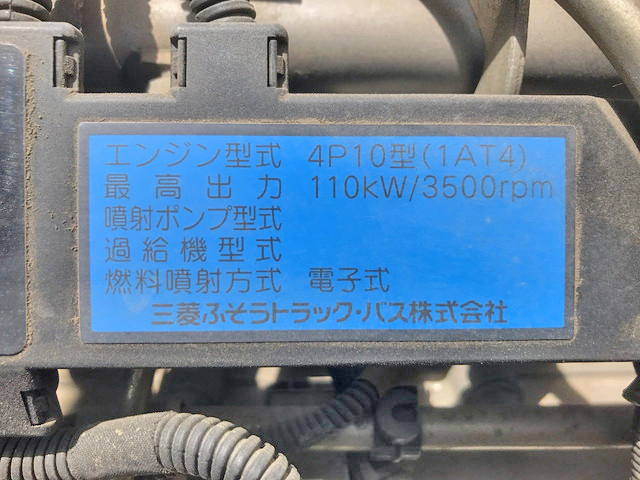 エンジン型式 4P10型(1AT4)
最高出力 110kW/3500rpm
噴射ポンプ型式
過給機型式
燃料噴射方式 電子式
三菱ふそうトラック・バス株式会社